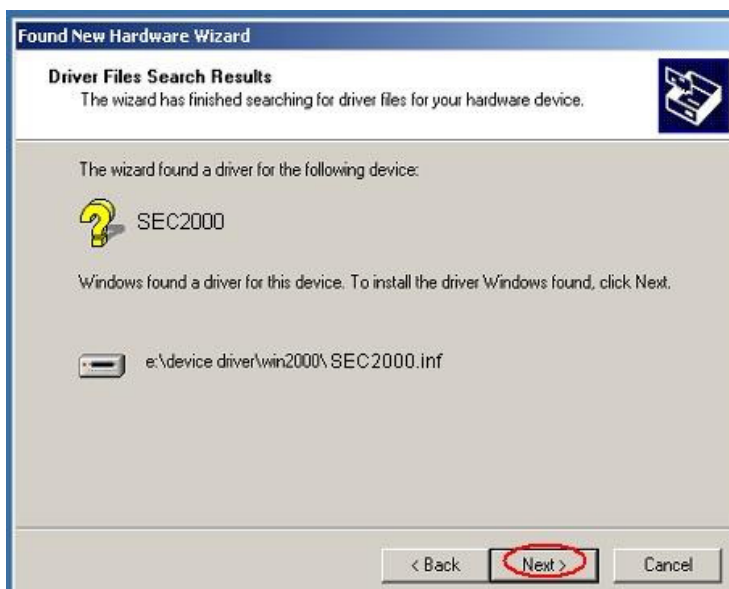 Found New Hardware Wizard
Driver Files Search Results
The wizard has finished searching for driver files for your hardware device.
The wizard found a driver for the following device:
SEC2000
Windows found a driver for this device. To install the driver Windows found, click Next.
e:\device driver\win2000\ SEC2000.inf
< Back Next > Cancel